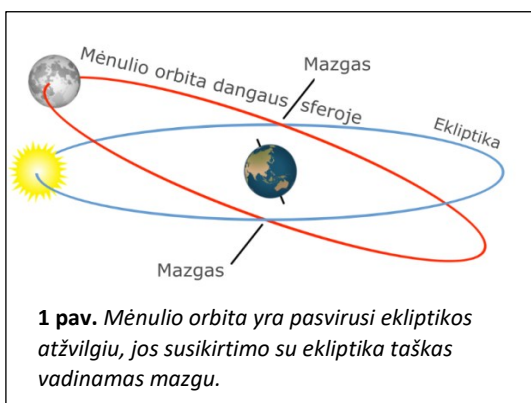 Mazgas
Mėnulio orbita dangaus sferoje
Ekliptika
Mazgas
1 pav. Mėnulio orbita yra pasvirusi ekliptikos
atžvilgiu, jos susikirtimo su ekliptika taškas
vadinamas mazgu.